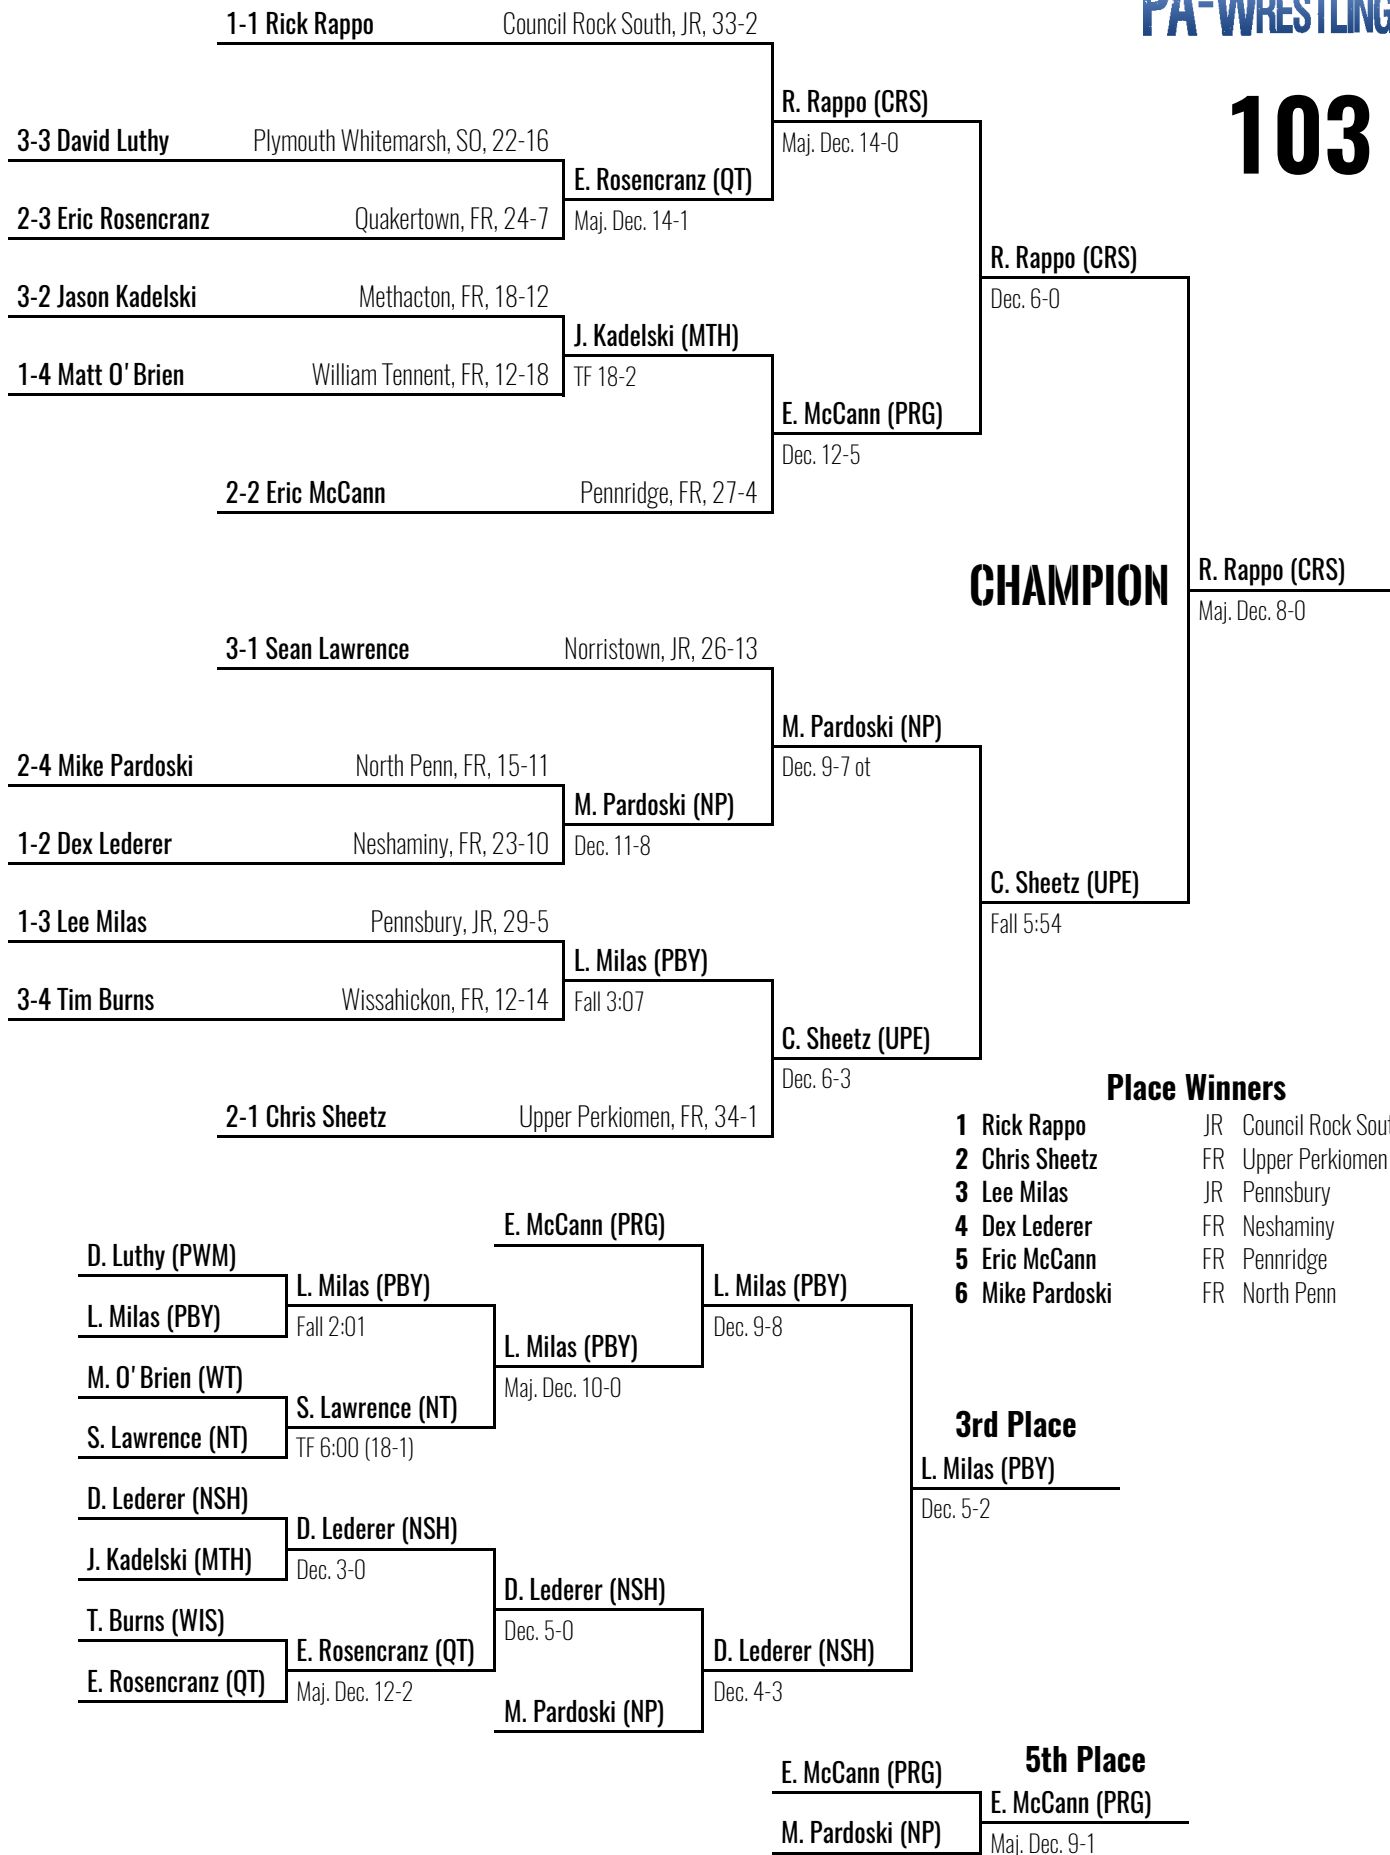 PA-WRESTLING
103
1-1 Rick Rappo Council Rock South, JR, 33-2
R. Rappo (CRS)
Maj. Dec. 14-0
3-3 David Luthy Plymouth Whitemarsh, SO, 22-16
E. Rosencranz (QT)
Maj. Dec. 14-1
2-3 Eric Rosencranz Quakertown, FR, 24-7
R. Rappo (CRS)
Dec. 6-0
3-2 Jason Kadelski Methacton, FR, 18-12
J. Kadelski (MTH)
TF 18-2
1-4 Matt O'Brien William Tennent, FR, 12-18
E. McCann (PRG)
Dec. 12-5
2-2 Eric McCann Pennridge, FR, 27-4
CHAMPION
R. Rappo (CRS)
Maj. Dec. 8-0
3-1 Sean Lawrence Norristown, JR, 26-13
M. Pardoski (NP)
Dec. 9-7 ot
2-4 Mike Pardoski North Penn, FR, 15-11
M. Pardoski (NP)
Dec. 11-8
1-2 Dex Lederer Neshaminy, FR, 23-10
C. Sheetz (UPE)
Fall 5:54
1-3 Lee Milas Pennsbury, JR, 29-5
L. Milas (PBY)
Fall 3:07
3-4 Tim Burns Wissahickon, FR, 12-14
C. Sheetz (UPE)
Dec. 6-3
2-1 Chris Sheetz Upper Perkiomen, FR, 34-1
Place Winners
1 Rick Rappo JR Council Rock Sout
2 Chris Sheetz FR Upper Perkiomen
3 Lee Milas JR Pennsbury
4 Dex Lederer FR Neshaminy
5 Eric McCann FR Pennridge
6 Mike Pardoski FR North Penn
E. McCann (PRG)
D. Luthy (PWM)
L. Milas (PBY)
Fall 2:01
L. Milas (PBY)
L. Milas (PBY)
Dec. 9-8
L. Milas (PBY)
Maj. Dec. 10-0
M. O'Brien (WT)
S. Lawrence (NT)
TF 6:00 (18-1)
S. Lawrence (NT)
3rd Place
L. Milas (PBY)
Dec. 5-2
D. Lederer (NSH)
D. Lederer (NSH)
Dec. 3-0
J. Kadelski (MTH)
D. Lederer (NSH)
Dec. 5-0
T. Burns (WIS)
E. Rosencranz (QT)
Maj. Dec. 12-2
E. Rosencranz (QT)
D. Lederer (NSH)
Dec. 4-3
M. Pardoski (NP)
5th Place
E. McCann (PRG)
E. McCann (PRG)
Maj. Dec. 9-1
M. Pardoski (NP)